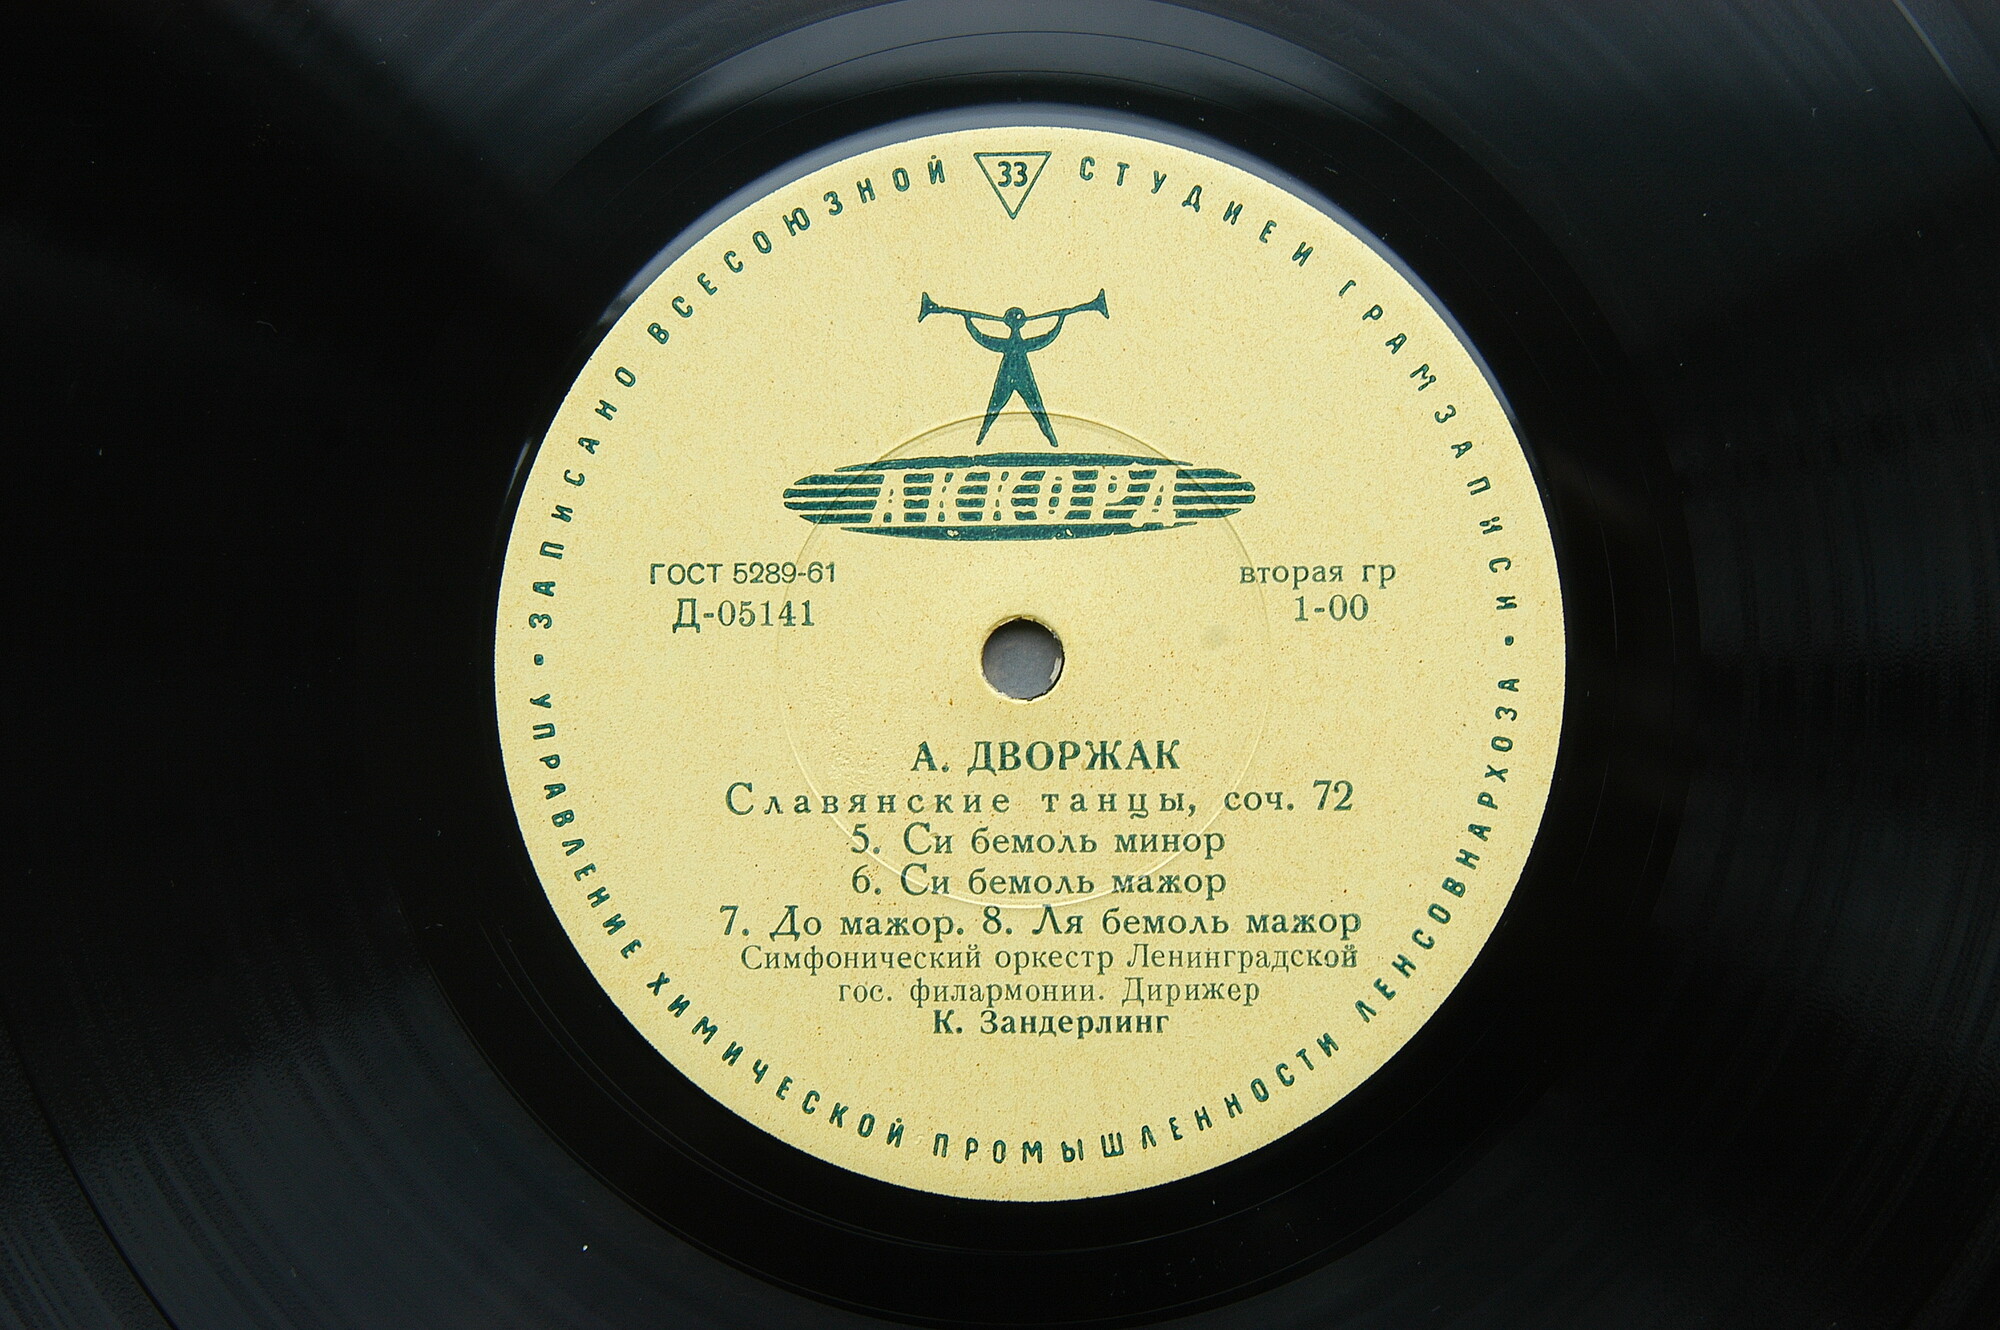 ЗАПИСАНО ВСЕСОЮЗНОЙ 33 СТУДИЕЙ ГРАМЗАПИСИ •
АККОРД
ГОСТ 5289-61
Д-05141
вторая гр
1-00
А. ДВОРЖАК
Славянские танцы, соч. 72
5. Си бемоль минор
6. Си бемоль мажор
7. До мажор. 8. Ля бемоль мажор
Симфонический оркестр Ленинградской
гос. филармонии. Дирижер
К. Зандерлинг
УПРАВЛЕНИЕ ХИМИЧЕСКОЙ ПРОМЫШЛЕННОСТИ ЛЕНСОВНАРХОЗА •